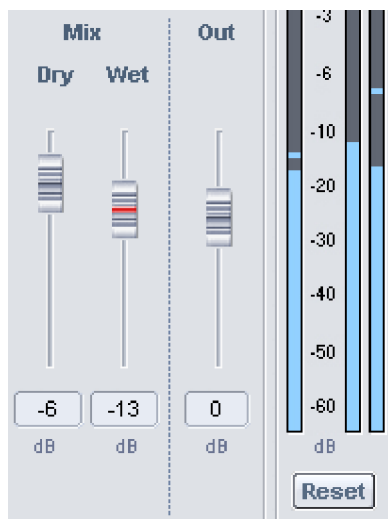 Mix
Out
Dry Wet
-3
-6
-10
-20
-30
-40
-50
-60
-6
-13
0
dB
dB
dB
dB
Reset